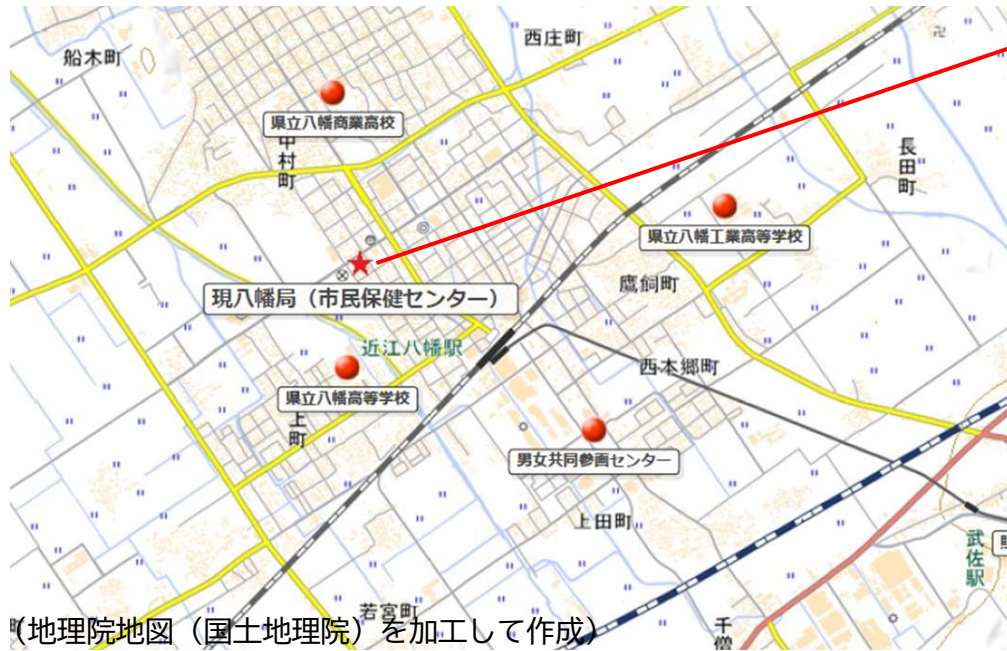 西庄町
船木町
県立八幡商業高校
中村町
長田町
県立八幡工業高等学校
鷹飼町
現八幡局（市民保健センター）
近江八幡駅
西本郷町
県立八幡高等学校
上町
男女共同参画センター
上田町
武佐駅
若宮町
千僧
（地理院地図（国土地理院）を加工して作成）